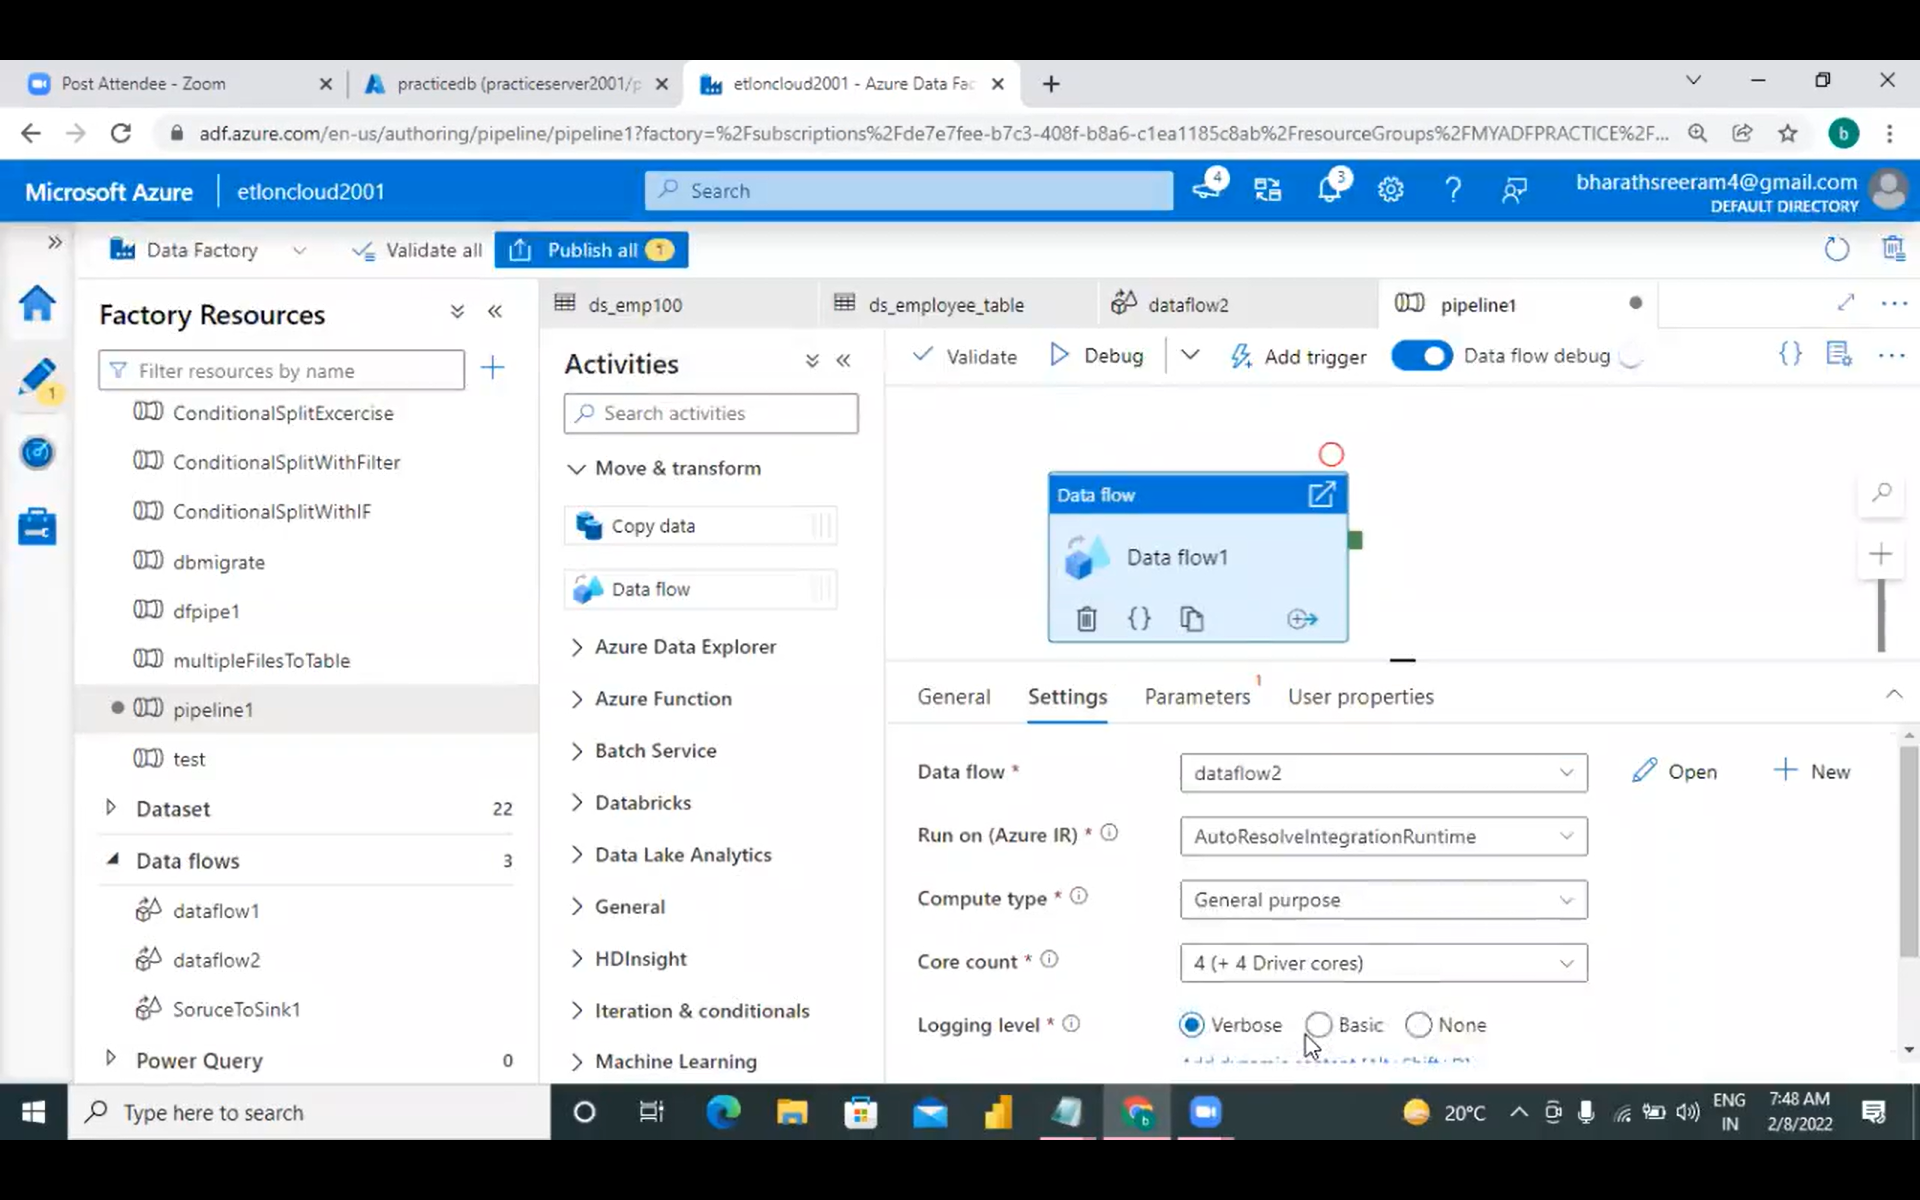 Post Attendee - Zoom
practicedb (practiceserver2001/p
etloncloud2001 - Azure Data Fac
adf.azure.com/en-us/authoring/pipeline/pipeline1?factory=%2Fsubscriptions%2Fde7e7fee-b7c3-408f-b8a6-c1ea1185c8ab%2FresourceGroups%2FMYADFPRACTICE%2F...
b
Microsoft Azure
etloncloud2001
Search
4
3
bharathsreeram4@gmail.com
DEFAULT DIRECTORY
Data Factory
Validate all
Publish all
1
Factory Resources
Filter resources by name
1
ConditionalSplitExcercise
ConditionalSplitWithFilter
ConditionalSplitWithIF
dbmigrate
dfpipe1
multipleFilesToTable
pipeline1
test
Dataset 22
Data flows 3
dataflow1
dataflow2
SoruceToSink1
Power Query 0
ds_emp100
ds_employee_table
dataflow2
pipeline1
Activities
Search activities
Move & transform
Copy data
Data flow
Azure Data Explorer
Azure Function
Batch Service
Databricks
Data Lake Analytics
General
HDInsight
Iteration & conditionals
Machine Learning
Validate
Debug
Add trigger
Data flow debug
Data flow
Data flow1
General
Settings
Parameters 1
User properties
Data flow *
dataflow2
Open
New
Run on (Azure IR) *
AutoResolveIntegrationRuntime
Compute type *
General purpose
Core count *
4 (+ 4 Driver cores)
Logging level *
Verbose
Basic
None
Add dynamic content [Alt+Shift+D]
Type here to search
20°C
ENG
IN
7:48 AM
2/8/2022